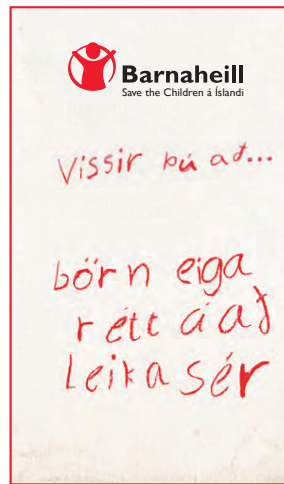 Barnaheill
Save the Children á Íslandi
Vissir þú að...
börn eiga
rétt á að
leika sér